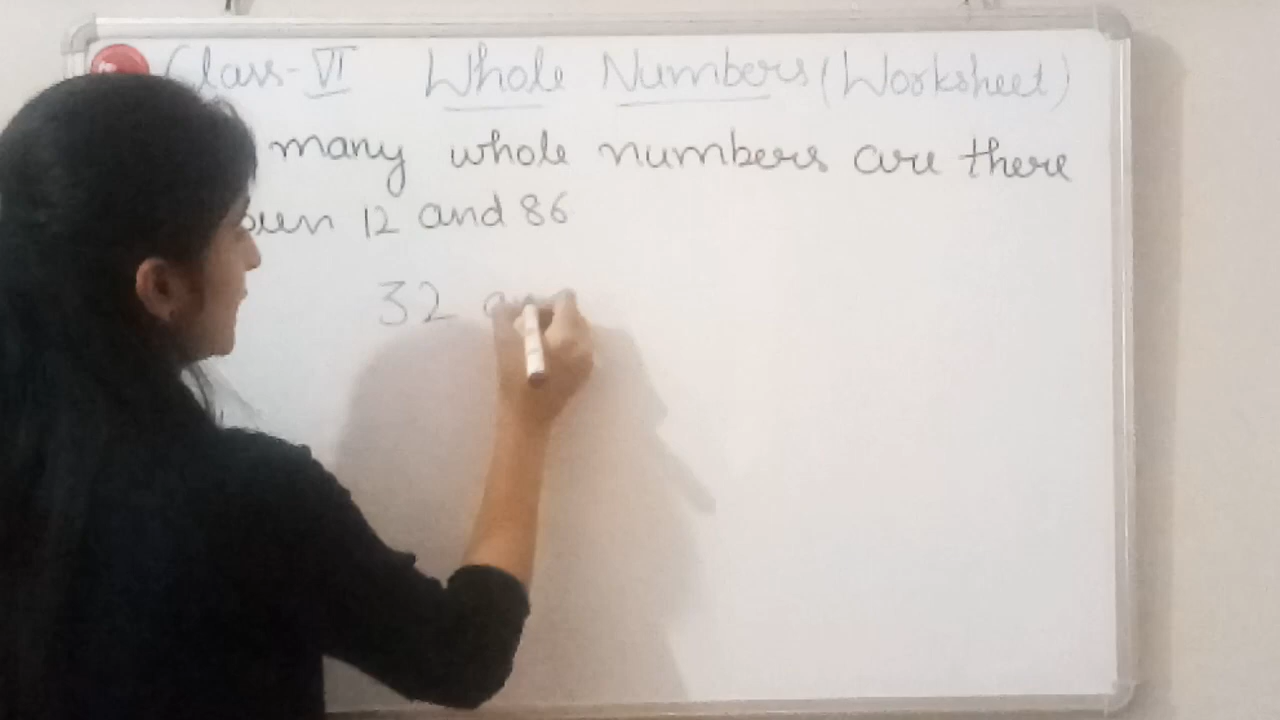 Class-VI Whole Numbers (Worksheet)
many whole numbers are there
12 and 86
32